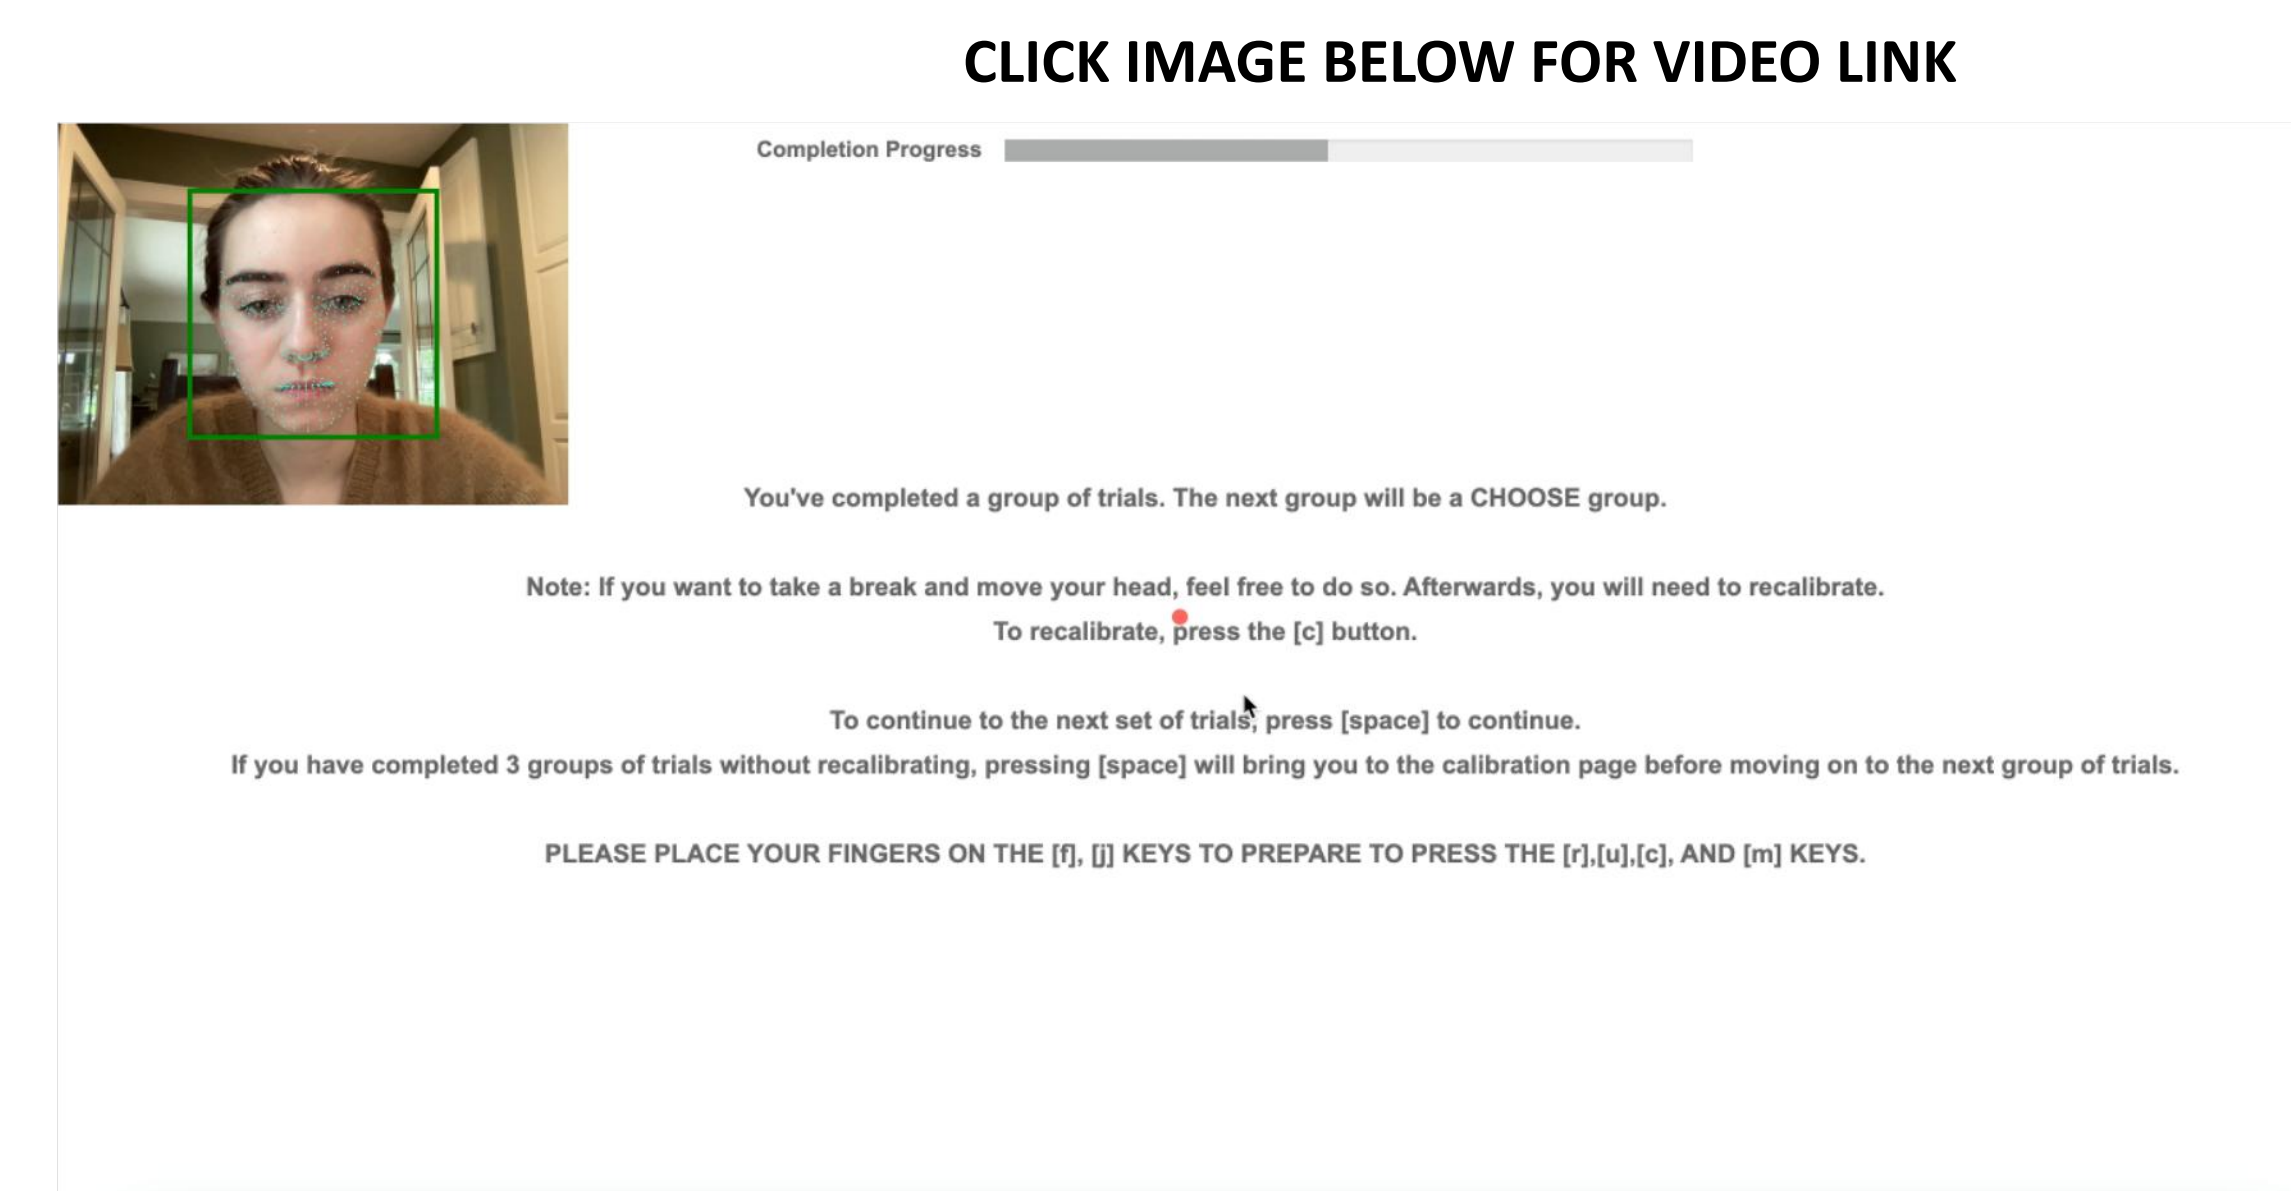 CLICK IMAGE BELOW FOR VIDEO LINK
Completion Progress
You've completed a group of trials. The next group will be a CHOOSE group.
Note: If you want to take a break and move your head, feel free to do so. Afterwards, you will need to recalibrate.
To recalibrate, press the [c] button.
To continue to the next set of trials, press [space] to continue.
If you have completed 3 groups of trials without recalibrating, pressing [space] will bring you to the calibration page before moving on to the next group of trials.
PLEASE PLACE YOUR FINGERS ON THE [f], [j] KEYS TO PREPARE TO PRESS THE [r],[u],[c], AND [m] KEYS.